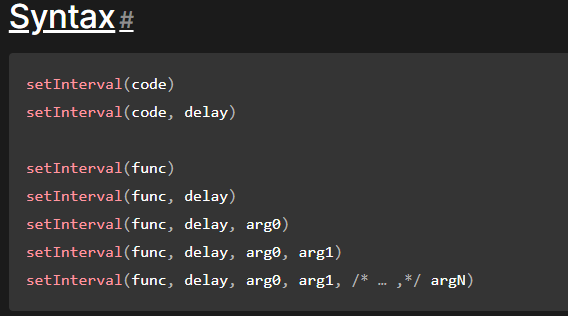 Syntax #
setInterval(code)
setInterval(code, delay)
setInterval(func)
setInterval(func, delay)
setInterval(func, delay, arg0)
setInterval(func, delay, arg0, arg1)
setInterval(func, delay, arg0, arg1, /* … ,*/ argN)